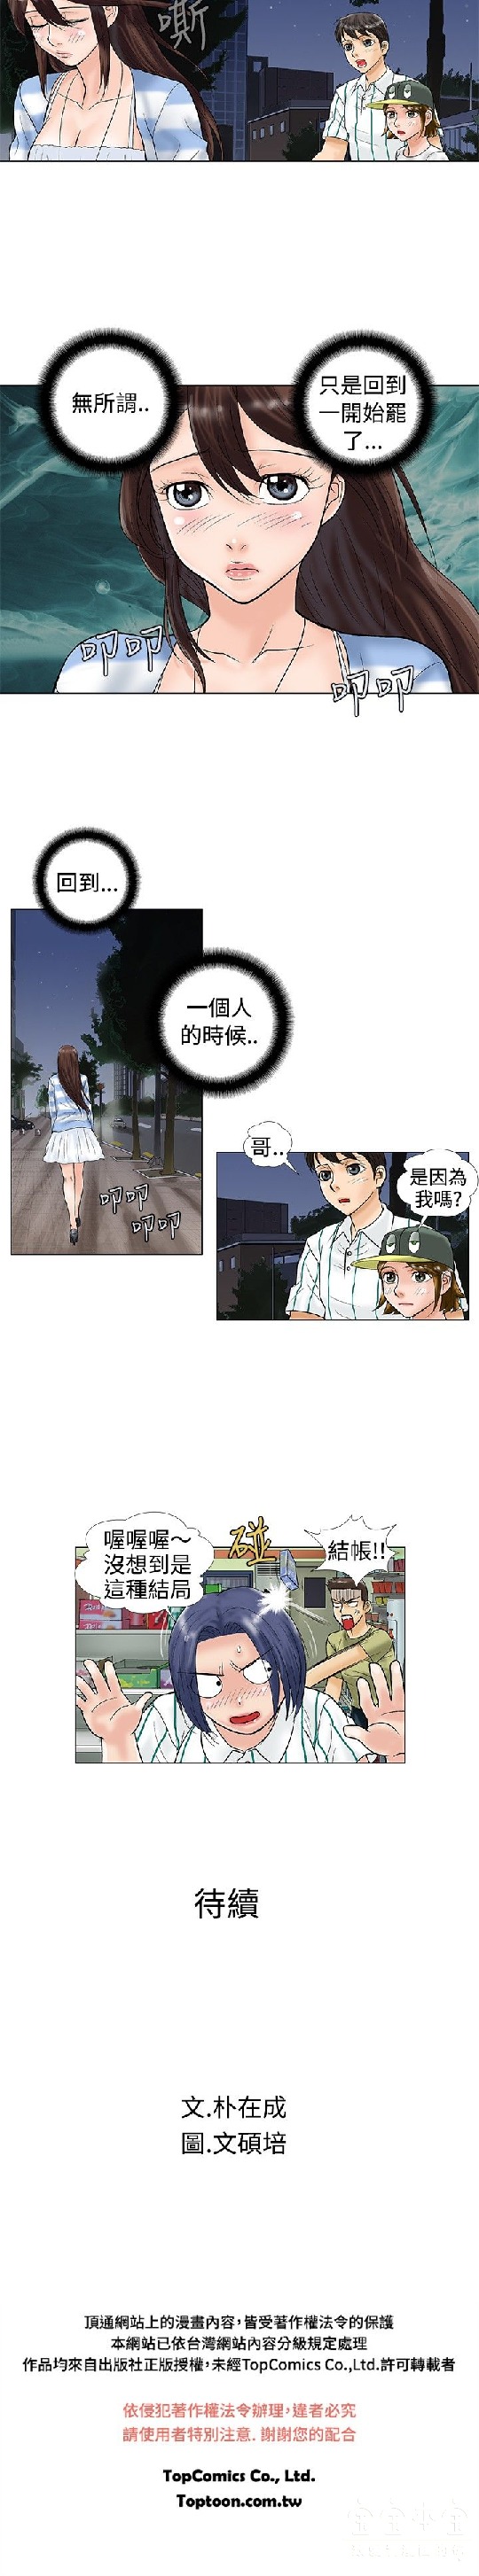 嘶
無所謂..
只是回到
一開始罷
了...
叩叩
叩叩
回到...
一個人
的時候..
叩叩
叩叩
哥..
是因為
我嗎?
喔喔喔～
沒想到是
這種結局
碰
結帳!!
待續
文.朴在成
圖.文碩培
頂通網站上的漫畫內容，皆受著作權法令的保護
本網站已依台灣網站內容分級規定處理
作品均來自出版社正版授權，未經TopComics Co.,Ltd.許可轉載者
依侵犯著作權法令辦理，違者必究
請使用者特別注意. 謝謝您的配合
TopComics Co., Ltd.
Toptoon.com.tw